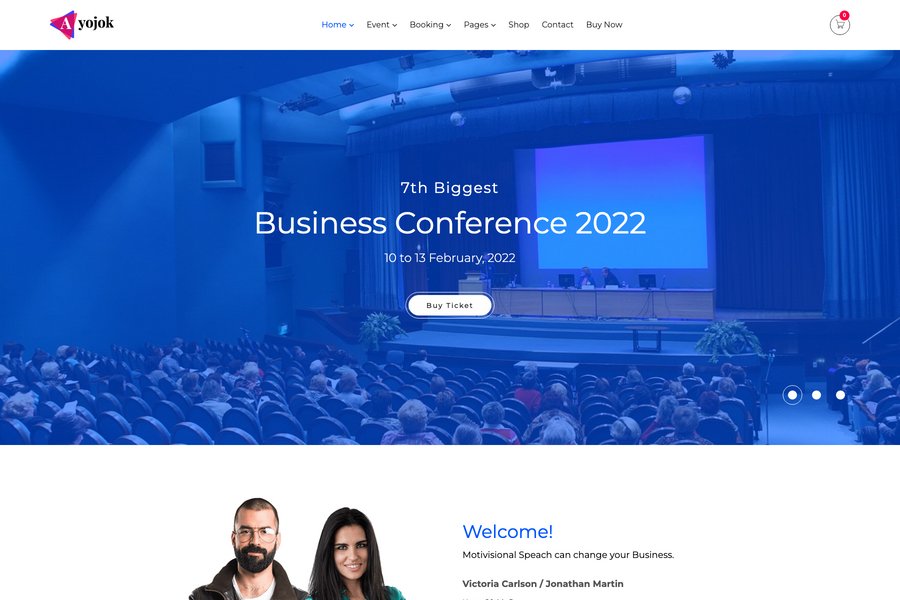 Ayojok
Home Event Booking Pages Shop Contact Buy Now
0
7th Biggest
Business Conference 2022
10 to 13 February, 2022
Buy Ticket
Welcome!
Motivisional Speach can change your Business.
Victoria Carlson / Jonathan Martin